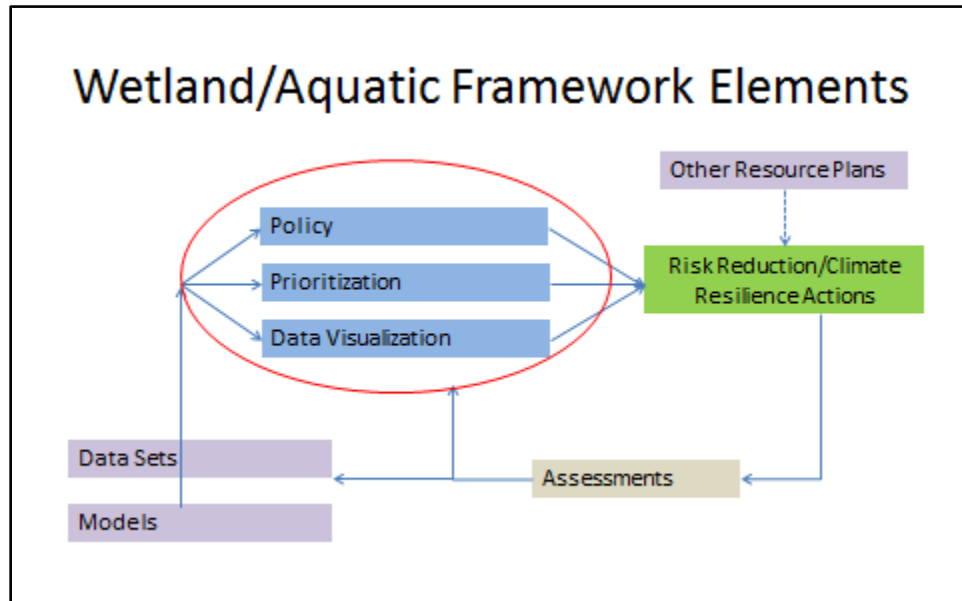 Wetland/Aquatic Framework Elements
Other Resource Plans
Policy
Prioritization
Data Visualization
Risk Reduction/Climate
Resilience Actions
Data Sets
Models
Assessments